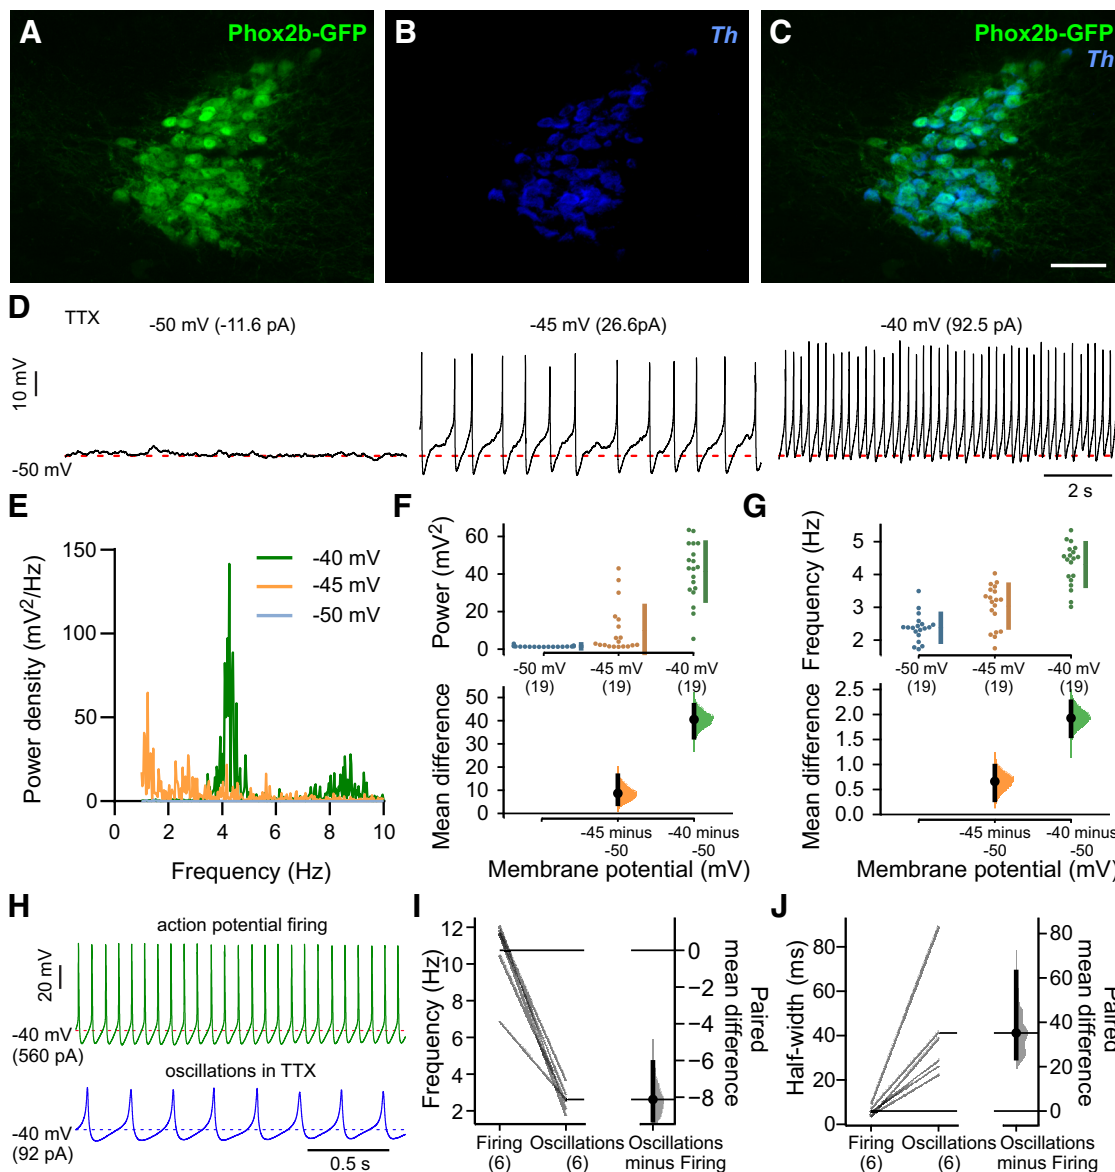 A
Phox2b-GFP
B
Th
C
Phox2b-GFP
Th
D
TTX
-50 mV (-11.6 pA)
-45 mV (26.6pA)
-40 mV (92.5 pA)
10 mV
-50 mV
2 s
E
Power density (mV2/Hz)
150
100
50
0
-40 mV
-45 mV
-50 mV
0
2
4
6
8
10
Frequency (Hz)
F
Power (mV2)
60
40
20
0
-50 mV
(19)
-45 mV
(19)
-40 mV
(19)
Mean difference
50
40
30
20
10
0
-45 minus
-50
-40 minus
-50
Membrane potential (mV)
G
Frequency (Hz)
5
4
3
2
-50 mV
(19)
-45 mV
(19)
-40 mV
(19)
Mean difference
2.5
2.0
1.5
1.0
0.5
0.0
-45 minus
-50
-40 minus
-50
Membrane potential (mV)
H
action potential firing
20 mV
-40 mV
(560 pA)
oscillations in TTX
-40 mV
(92 pA)
0.5 s
I
Frequency (Hz)
12
10
8
6
4
2
Firing
(6)
Oscillations
(6)
Oscillations
minus Firing
0
−2
−4
−6
−8
Paired
mean difference
J
Half-width (ms)
80
60
40
20
0
Firing
(6)
Oscillations
(6)
Oscillations
minus Firing
80
60
40
20
0
Paired
mean difference